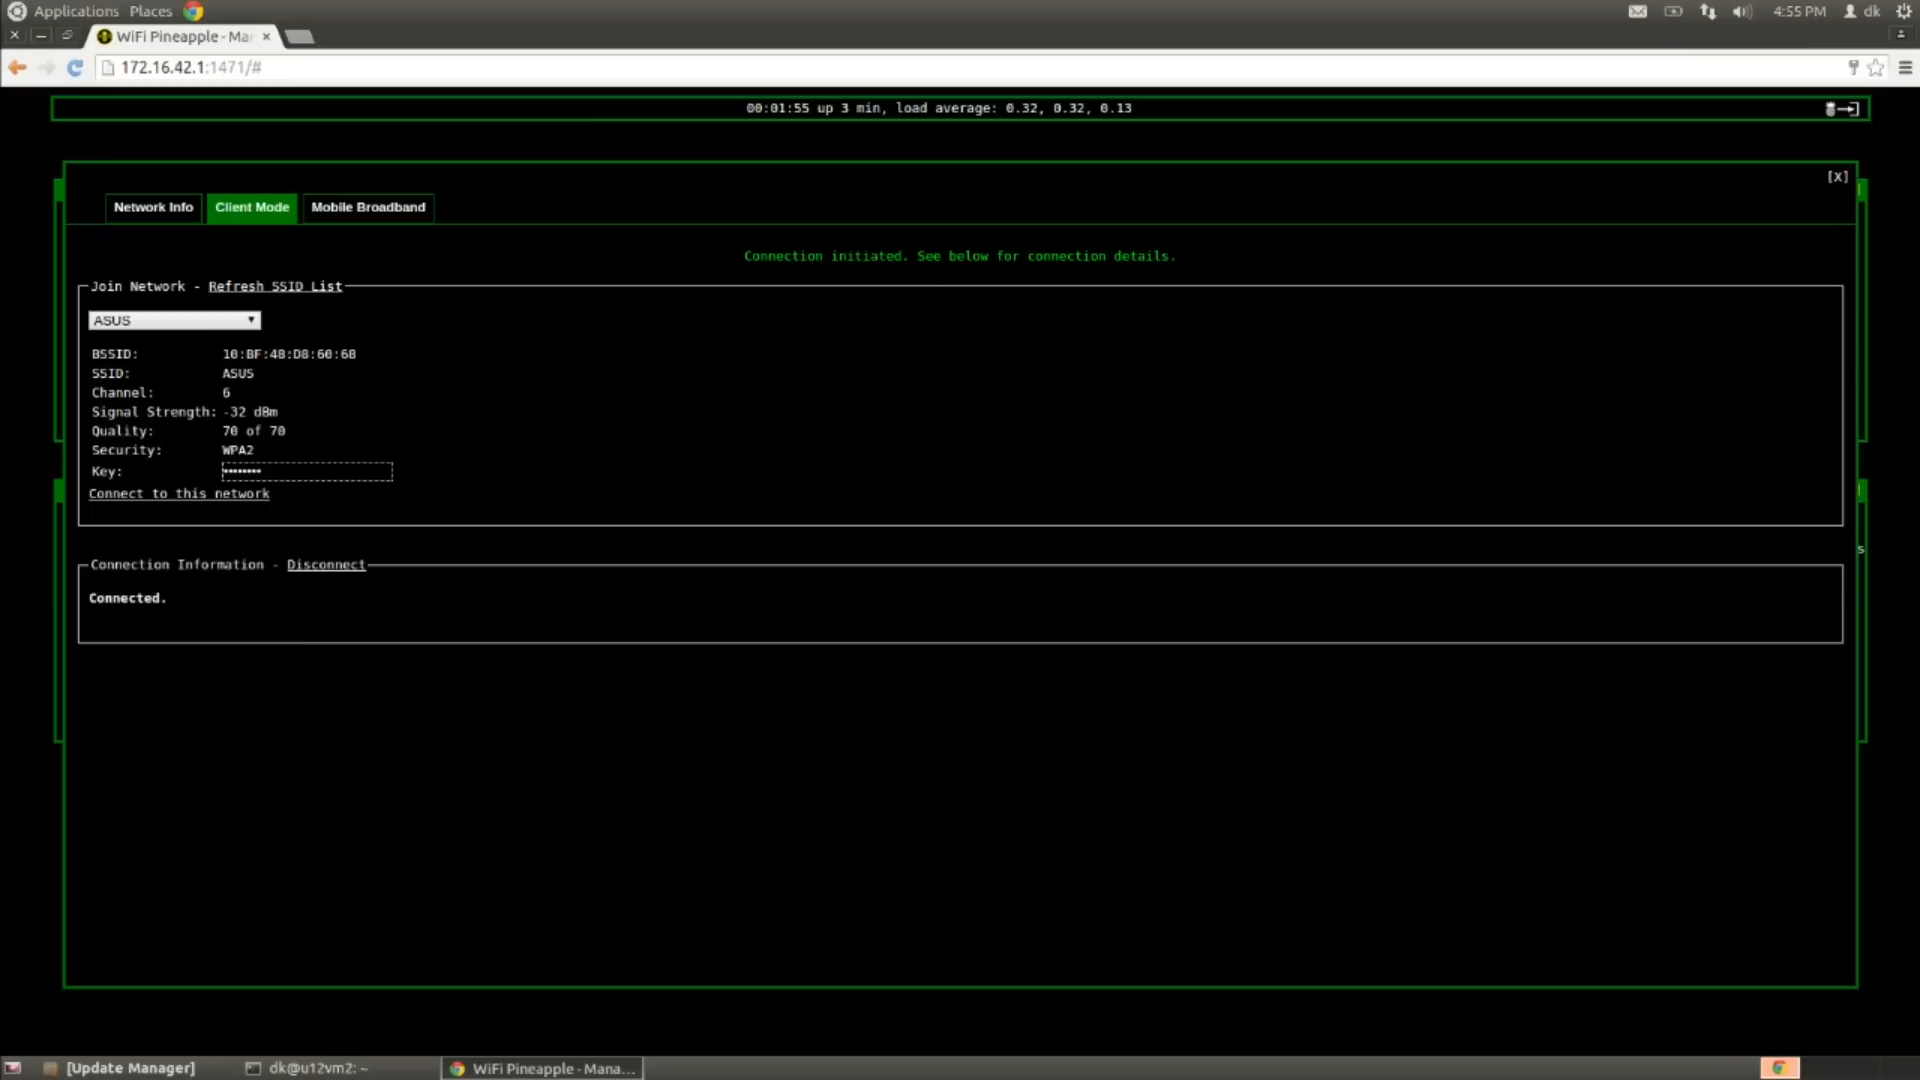 Applications Places
4:55 PM dk
WiFi Pineapple - Ma
172.16.42.1:1471/#
00:01:55 up 3 min, load average: 0.32, 0.32, 0.13
[X]
Network Info Client Mode Mobile Broadband
Connection initiated. See below for connection details.
Join Network - Refresh SSID List
ASUS
BSSID: 10:BF:48:D8:60:68
SSID: ASUS
Channel: 6
Signal Strength: -32 dBm
Quality: 70 of 70
Security: WPA2
Key: ••••••••
Connect to this network
s
Connection Information - Disconnect
Connected.
[Update Manager] dk@u12vm2: ~ WiFi Pineapple - Mana...